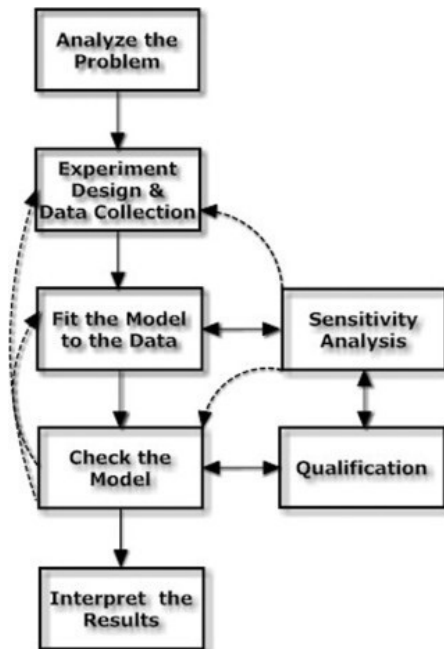 Analyze the
Problem
Experiment
Design &
Data Collection
Fit the Model
to the Data
Sensitivity
Analysis
Check the
Model
Qualification
Interpret the
Results